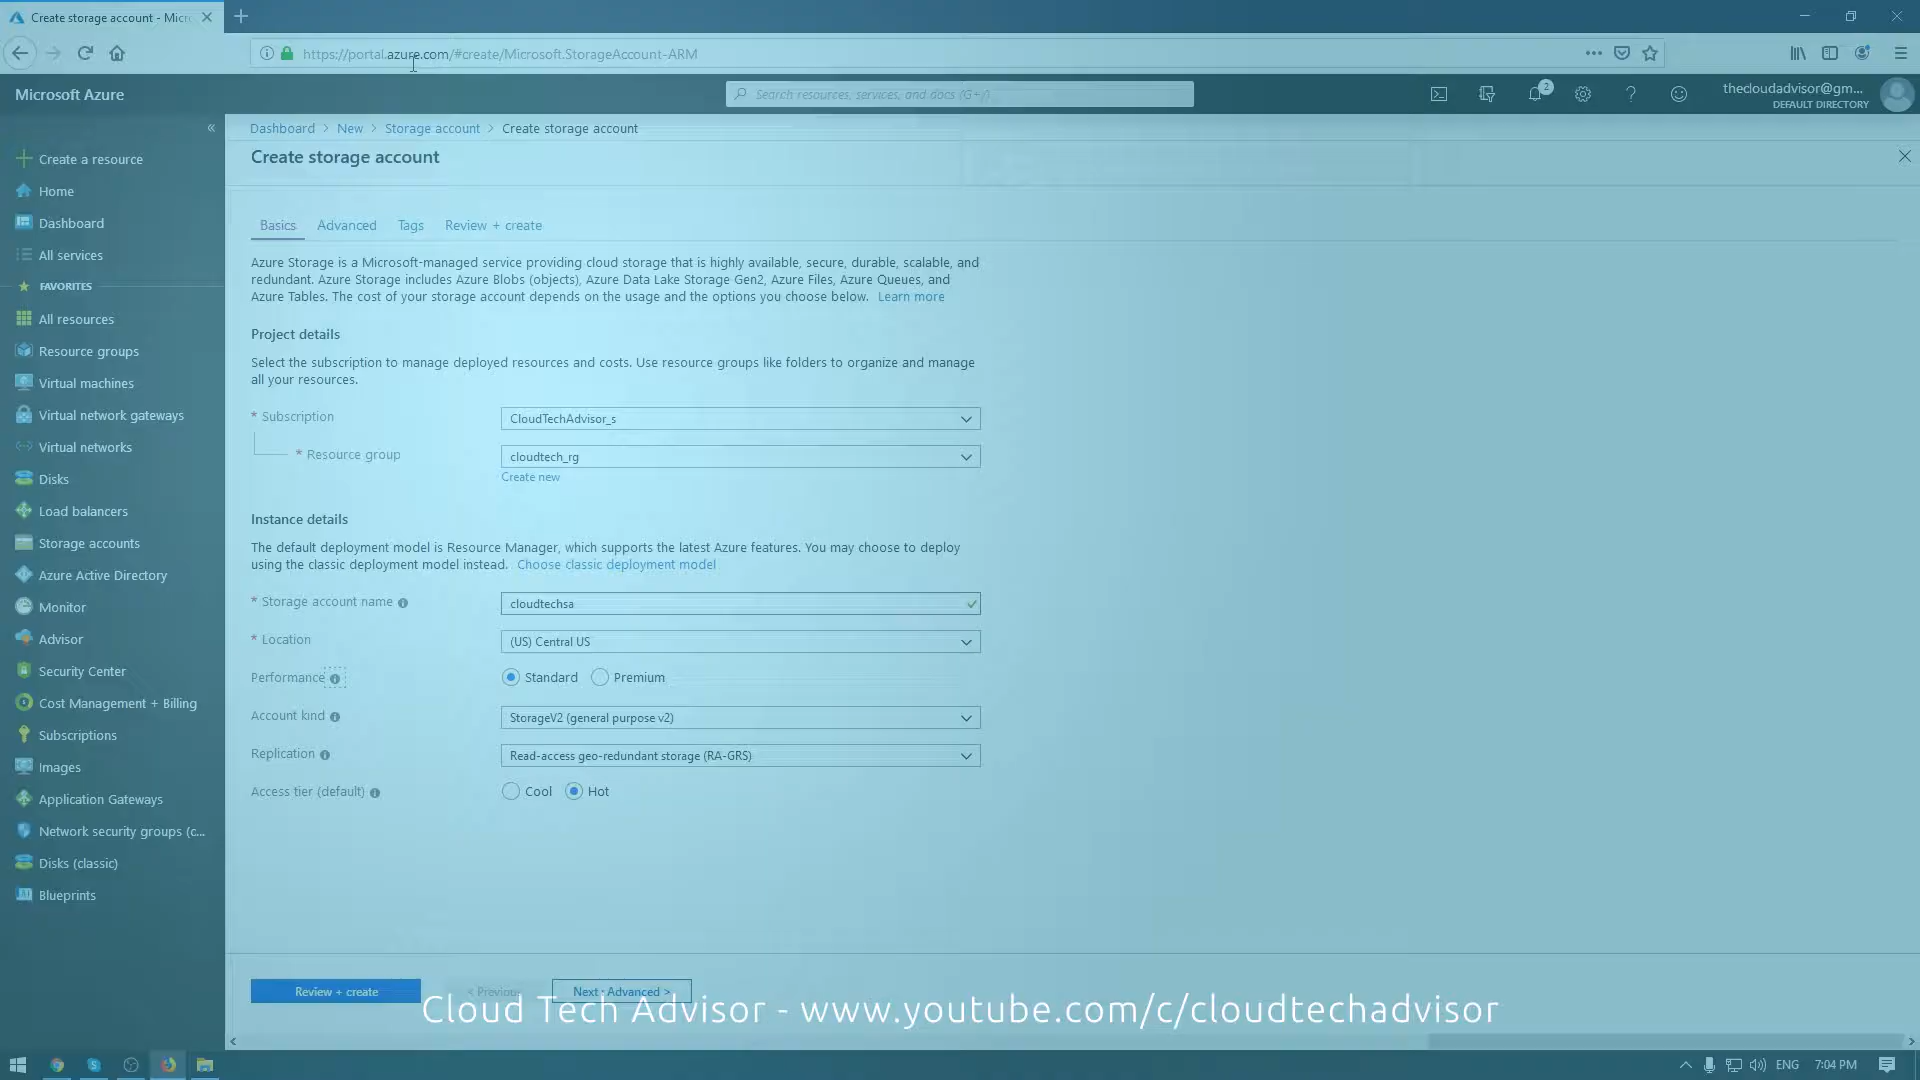 Create storage account - Micr
https://portal.azure.com/#create/Microsoft.StorageAccount-ARM
Microsoft Azure
Search resources, services, and docs (G+/)
2
thecloudadvisor@gm...
DEFAULT DIRECTORY
Dashboard > New > Storage account > Create storage account
Create storage account
Create a resource
Home
Dashboard
All services
FAVORITES
All resources
Resource groups
Virtual machines
Virtual network gateways
Virtual networks
Disks
Load balancers
Storage accounts
Azure Active Directory
Monitor
Advisor
Security Center
Cost Management + Billing
Subscriptions
Images
Application Gateways
Network security groups (c...
Disks (classic)
Blueprints
Basics Advanced Tags Review + create
Azure Storage is a Microsoft-managed service providing cloud storage that is highly available, secure, durable, scalable, and
redundant. Azure Storage includes Azure Blobs (objects), Azure Data Lake Storage Gen2, Azure Files, Azure Queues, and
Azure Tables. The cost of your storage account depends on the usage and the options you choose below. Learn more
Project details
Select the subscription to manage deployed resources and costs. Use resource groups like folders to organize and manage
all your resources.
* Subscription CloudTechAdvisor_s
* Resource group cloudtech_rg
Create new
Instance details
The default deployment model is Resource Manager, which supports the latest Azure features. You may choose to deploy
using the classic deployment model instead. Choose classic deployment model
* Storage account name cloudtechsa
* Location (US) Central US
Performance Standard Premium
Account kind StorageV2 (general purpose v2)
Replication Read-access geo-redundant storage (RA-GRS)
Access tier (default) Cool Hot
Review + create < Previous Next : Advanced >
Cloud Tech Advisor - www.youtube.com/c/cloudtechadvisor
ENG 7:04 PM